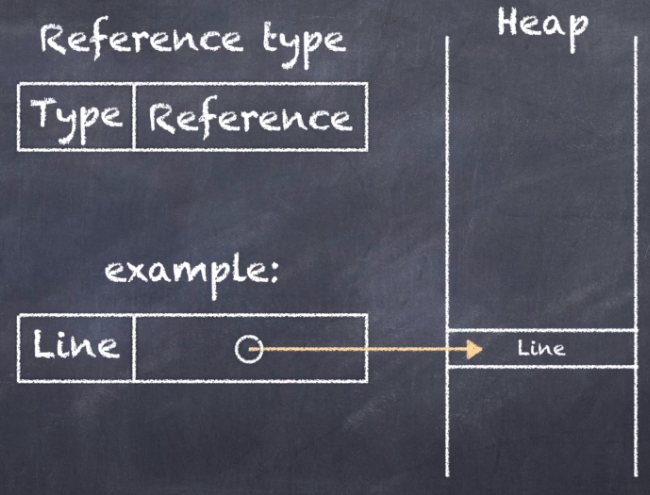 Reference type
Heap
Type Reference
example:
Line
Line